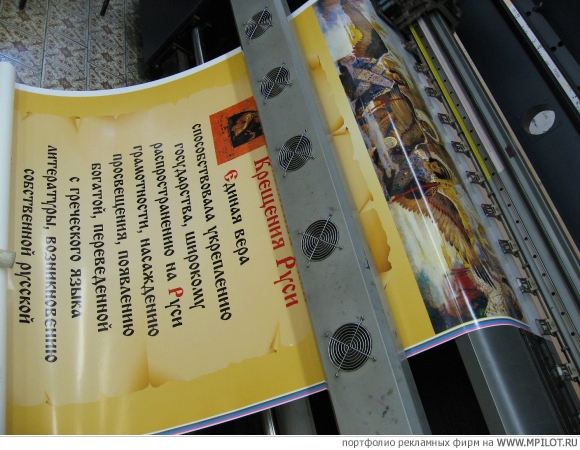 Крещения Руси
Единая вера
способствовала укреплению
государства, широкому
распространению на Руси
грамотности, насаждению
просвещения, появлению
богатой, переведенной
с греческого языка
литературы, возникновению
собственной русской
портфолио рекламных фирм на WWW.MPILOT.RU